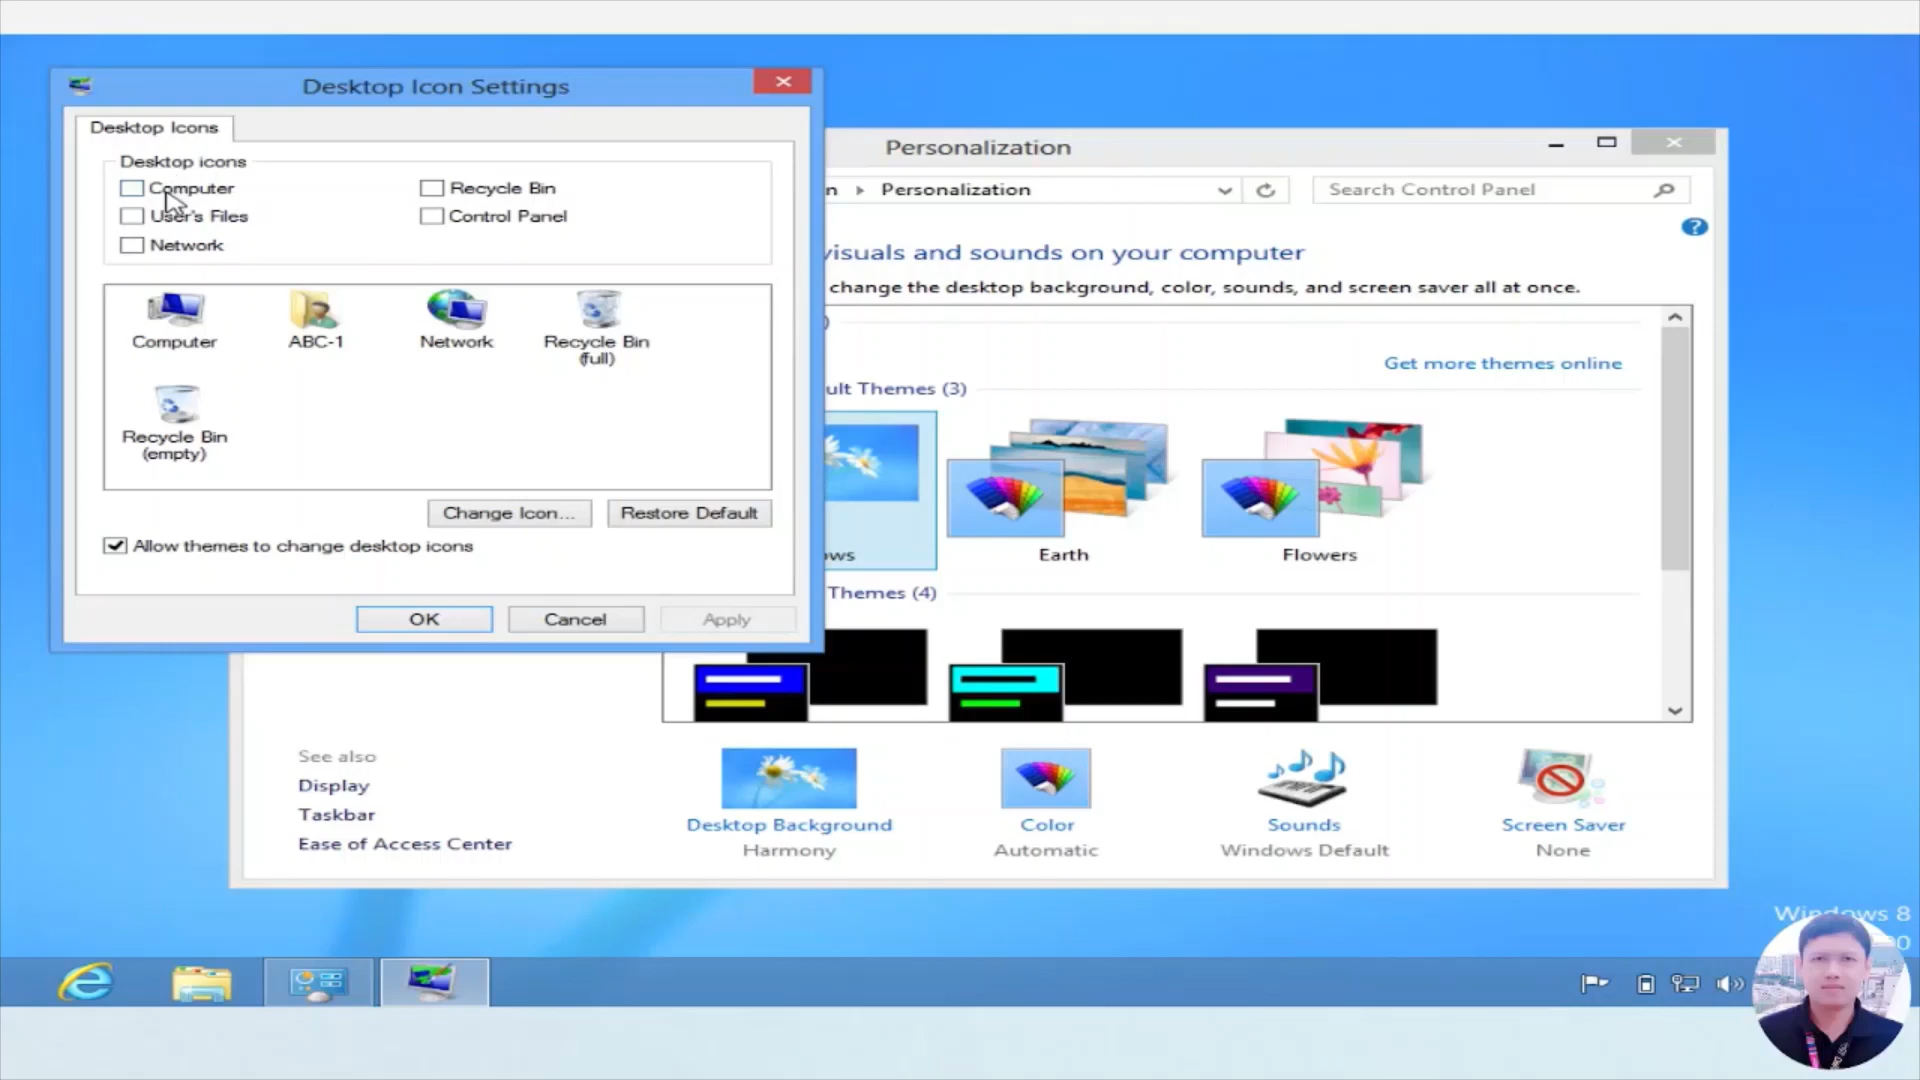 Desktop Icon Settings
Desktop Icons
Desktop icons
Computer
Recycle Bin
User's Files
Control Panel
Network
Computer
ABC-1
Network
Recycle Bin
(full)
Recycle Bin
(empty)
Change Icon...
Restore Default
Allow themes to change desktop icons
OK
Cancel
Apply
Personalization
n
Personalization
Search Control Panel
visuals and sounds on your computer
change the desktop background, color, sounds, and screen saver all at once.
)
Get more themes online
ult Themes (3)
ows
Earth
Flowers
Themes (4)
See also
Display
Taskbar
Ease of Access Center
Desktop Background
Harmony
Color
Automatic
Sounds
Windows Default
Screen Saver
None
Windows 8